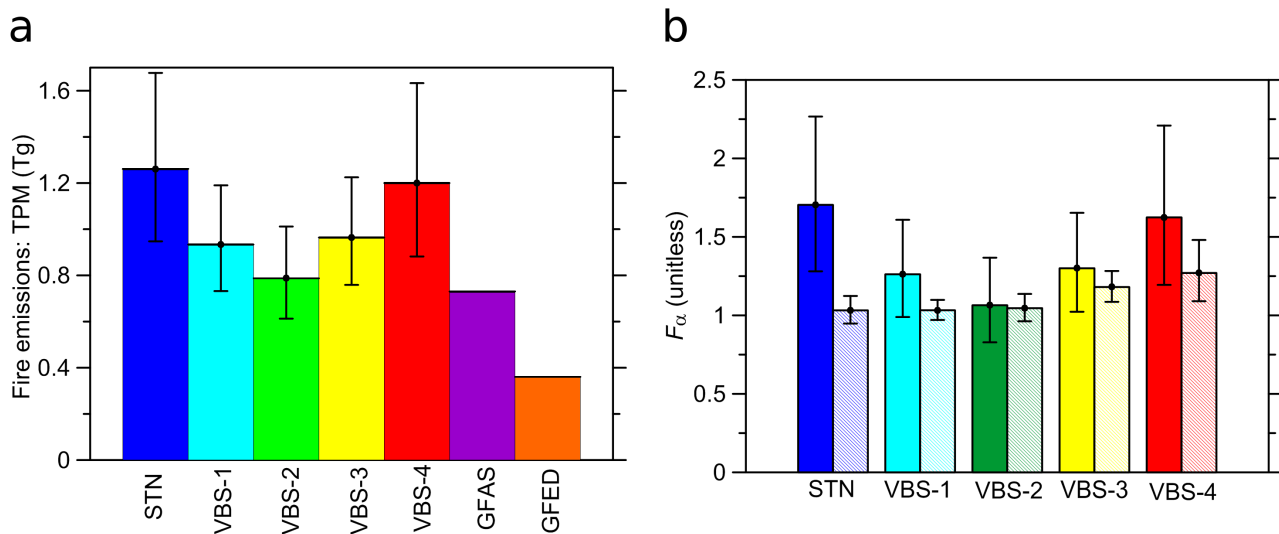 a
Fire emissions: TPM (Tg)
1.6
1.2
0.8
0.4
0
STN
VBS-1
VBS-2
VBS-3
VBS-4
GFAS
GFED
b
Fα (unitless)
2.5
2
1.5
1
0.5
0
STN
VBS-1
VBS-2
VBS-3
VBS-4